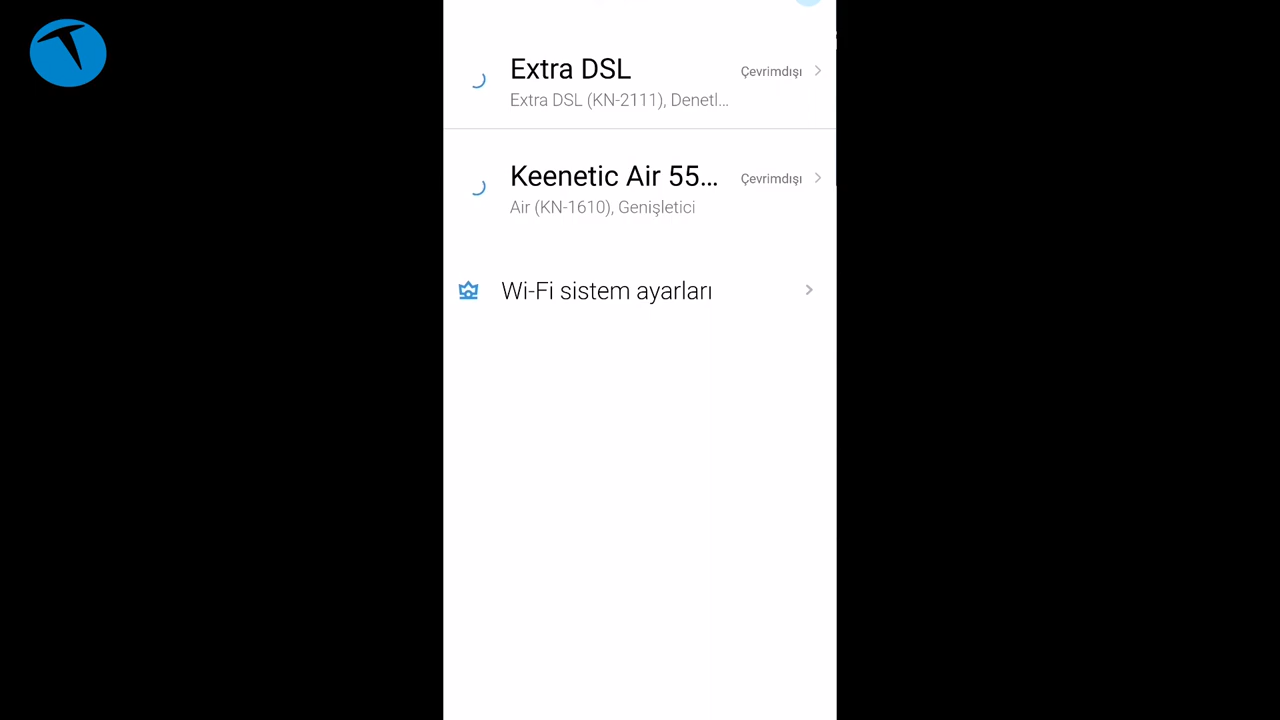 Extra DSL
Çevrimdışı
Extra DSL (KN-2111), Denetl...
Keenetic Air 55...
Çevrimdışı
Air (KN-1610), Genişletici
Wi-Fi sistem ayarları